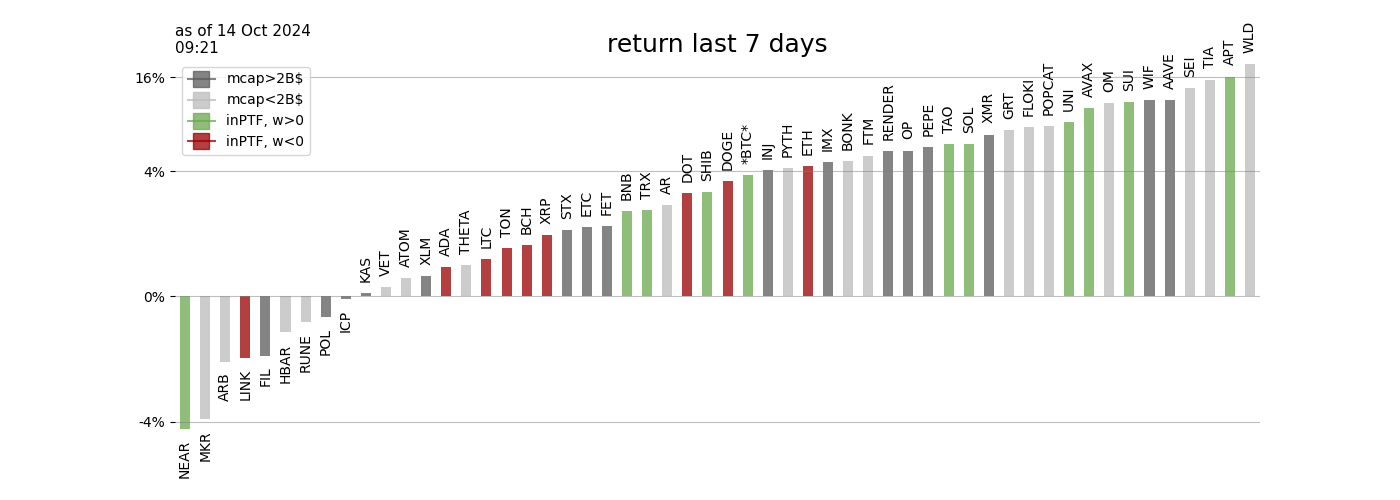 as of 14 Oct 2024
09:21
return last 7 days
mcap>2B$
mcap<2B$
inPTF, w>0
inPTF, w<0
16%
4%
0%
-4%
NEAR
MKR
ARB
LINK
FIL
HBAR
RUNE
POL
ICP
KAS
VET
ATOM
XLM
ADA
THETA
LTC
TON
BCH
XRP
STX
ETC
FET
BNB
TRX
AR
DOT
SHIB
DOGE
*BTC*
INJ
PYTH
ETH
IMX
BONK
FTM
RENDER
OP
PEPE
TAO
SOL
XMR
GRT
FLOKI
POPCAT
UNI
AVAX
OM
SUI
WIF
AAVE
SEI
TIA
APT
WLD